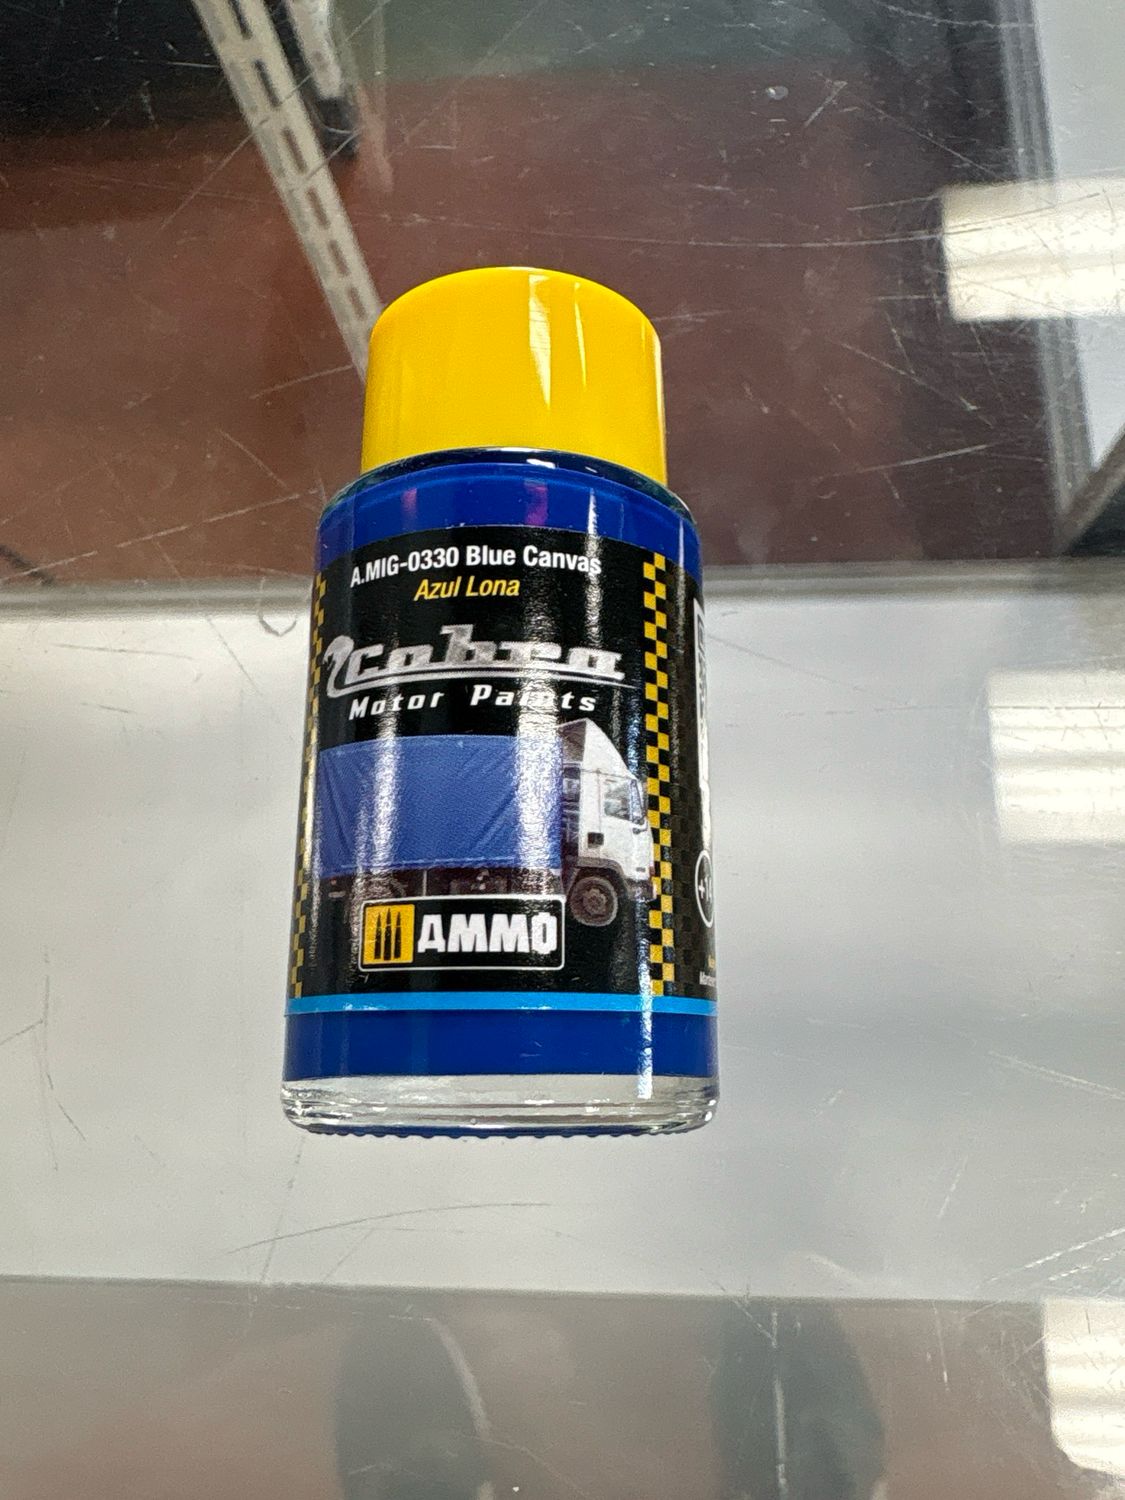 A.MIG-0330 Blue Canvas
Azul Lona
Cobra
Motor Paints
AMMO